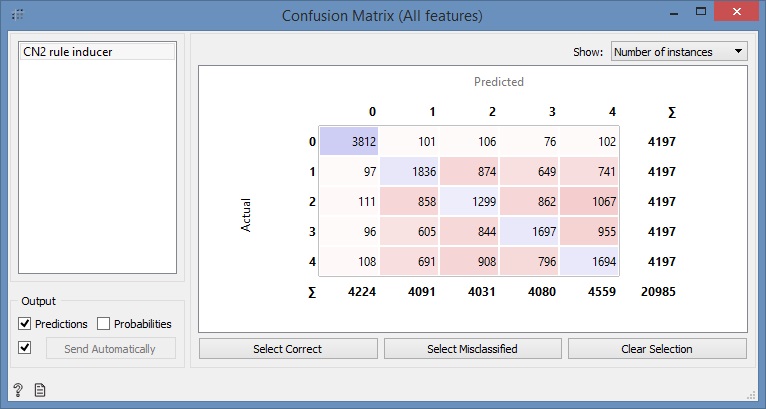 Confusion Matrix (All features)
CN2 rule inducer
Show: Number of instances
Predicted
0 1 2 3 4 Σ
0 3812 101 106 76 102 4197
1 97 1836 874 649 741 4197
2 111 858 1299 862 1067 4197
3 96 605 844 1697 955 4197
4 108 691 908 796 1694 4197
Σ 4224 4091 4031 4080 4559 20985
Actual
Output
Predictions Probabilities
Send Automatically
Select Correct Select Misclassified Clear Selection
?